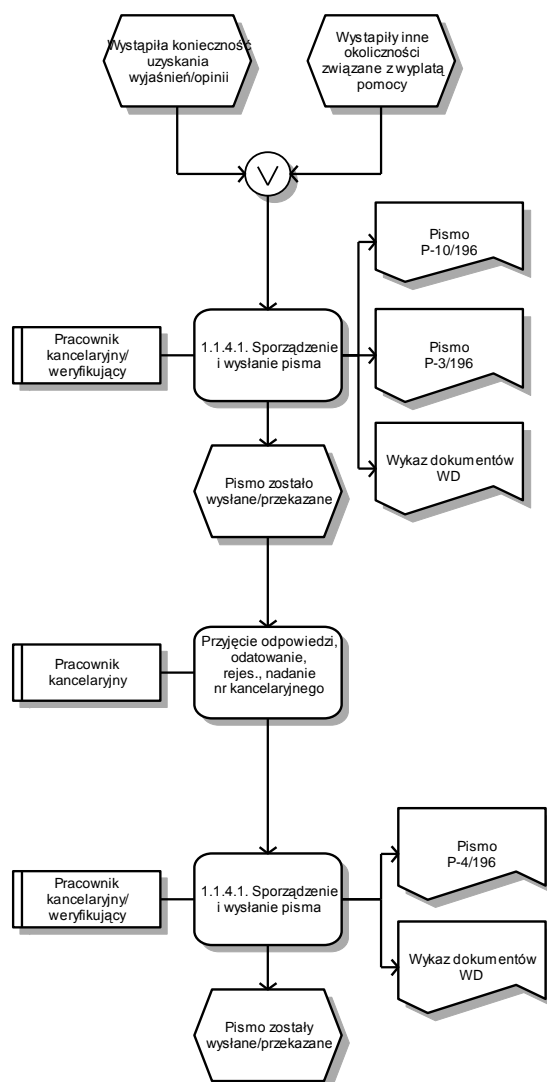 Wystąpiła konieczność
uzyskania
wyjaśnień/opinii
Wystapiły inne
okoliczności
związane z wypłatą
pomocy
V
Pismo
P-10/196
Pracownik
kancelaryjny/
weryfikujący
1.1.4.1. Sporządzenie
i wysłanie pisma
Pismo
P-3/196
Wykaz dokumentów
WD
Pismo zostało
wysłane/przekazane
Pracownik
kancelaryjny
Przyjęcie odpowiedzi,
odatowanie,
rejes., nadanie
nr kancelaryjnego
Pismo
P-4/196
Pracownik
kancelaryjny/
weryfikujący
1.1.4.1. Sporządzenie
i wysłanie pisma
Wykaz dokumentów
WD
Pismo zostały
wysłane/przekazane